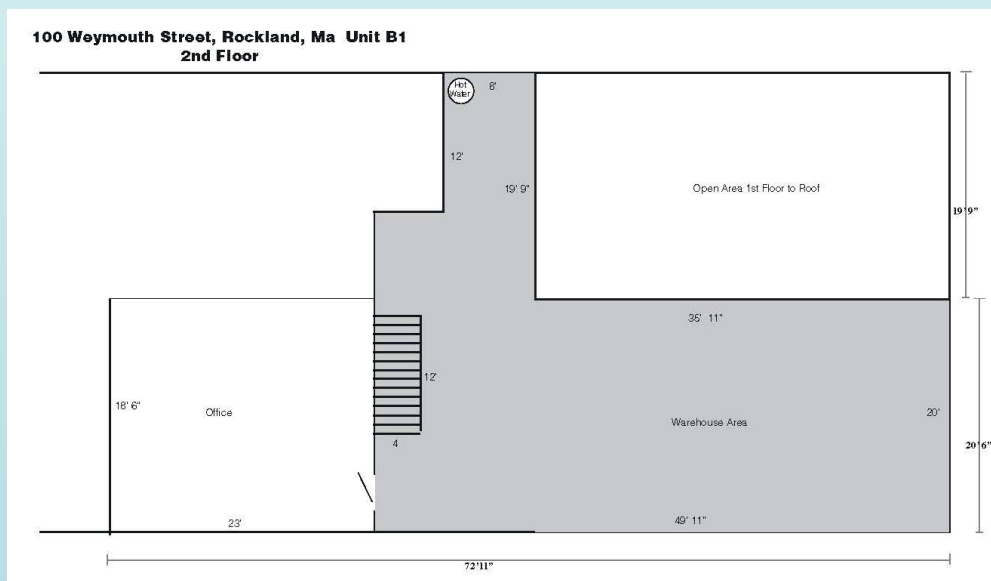 100 Weymouth Street, Rockland, Ma Unit B1
2nd Floor
Hot
Water
8'
12'
19' 9"
Open Area 1st Floor to Roof
19'9"
35' 11"
18' 6"
Office
12'
4
Warehouse Area
20'
20'6"
23'
49' 11"
72'11"